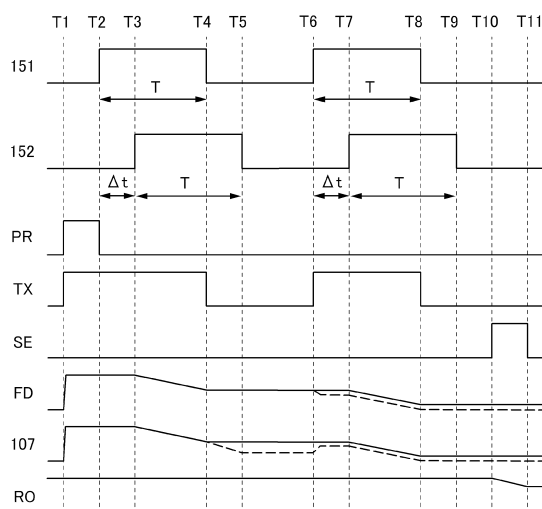 T1 T2 T3 T4 T5 T6 T7 T8 T9 T10 T11
151
T T
152
Δt T Δt T
PR
TX
SE
FD
107
RO